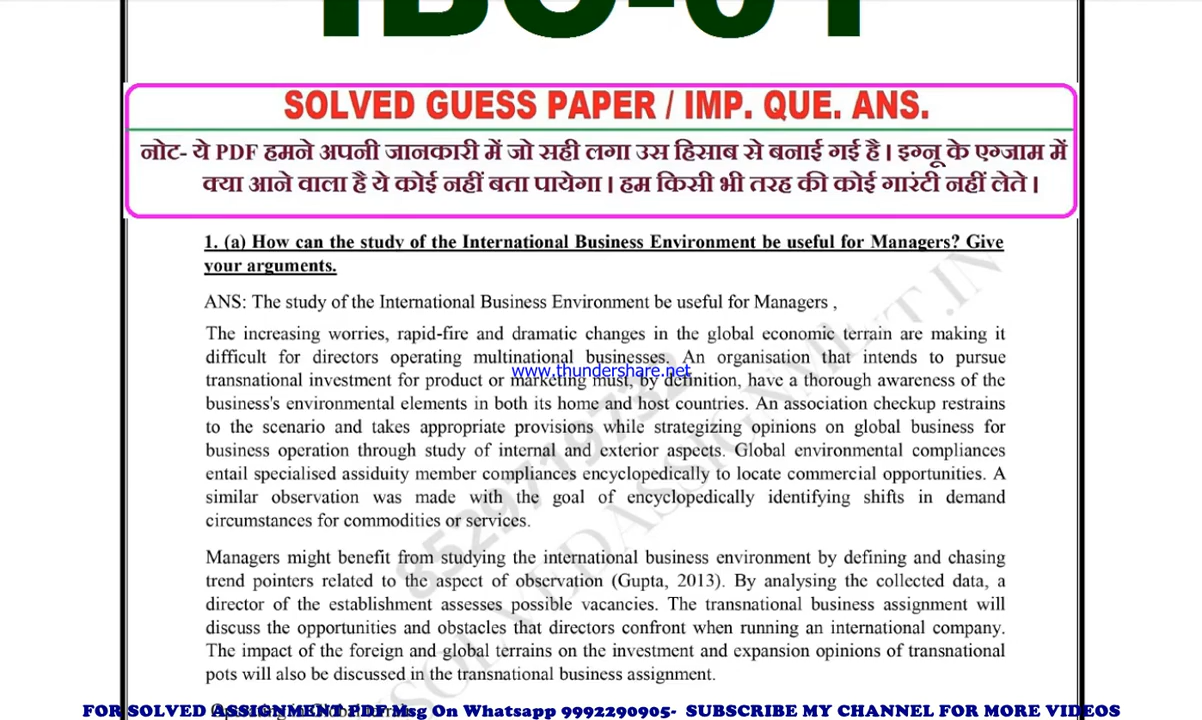 IBO-01
SOLVED GUESS PAPER / IMP. QUE. ANS.
नोट- ये PDF हमने अपनी जानकारी में जो सही लगा उस हिसाब से बनाई गई है। इग्नू के एग्जाम में
क्या आने वाला है ये कोई नहीं बता पायेगा। हम किसी भी तरह की कोई गारंटी नहीं लेते।
1. (a) How can the study of the International Business Environment be useful for Managers? Give
your arguments.
ANS: The study of the International Business Environment be useful for Managers ,
The increasing worries, rapid-fire and dramatic changes in the global economic terrain are making it
difficult for directors operating multinational businesses. An organisation that intends to pursue
www.thundershare.net
transnational investment for product or marketing must, by definition, have a thorough awareness of the
business's environmental elements in both its home and host countries. An association checkup restrains
to the scenario and takes appropriate provisions while strategizing opinions on global business for
business operation through study of internal and exterior aspects. Global environmental compliances
entail specialised assiduity member compliances encyclopedically to locate commercial opportunities. A
similar observation was made with the goal of encyclopedically identifying shifts in demand
circumstances for commodities or services.
Managers might benefit from studying the international business environment by defining and chasing
trend pointers related to the aspect of observation (Gupta, 2013). By analysing the collected data, a
director of the establishment assesses possible vacancies. The transnational business assignment will
discuss the opportunities and obstacles that directors confront when running an international company.
The impact of the foreign and global terrains on the investment and expansion opinions of transnational
pots will also be discussed in the transnational business assignment.
8529719732
SOLVEDASSIGNMENT.IN
FOR SOLVED ASSIGNMENT PDF Msg On Whatsapp 9992290905- SUBSCRIBE MY CHANNEL FOR MORE VIDEOS